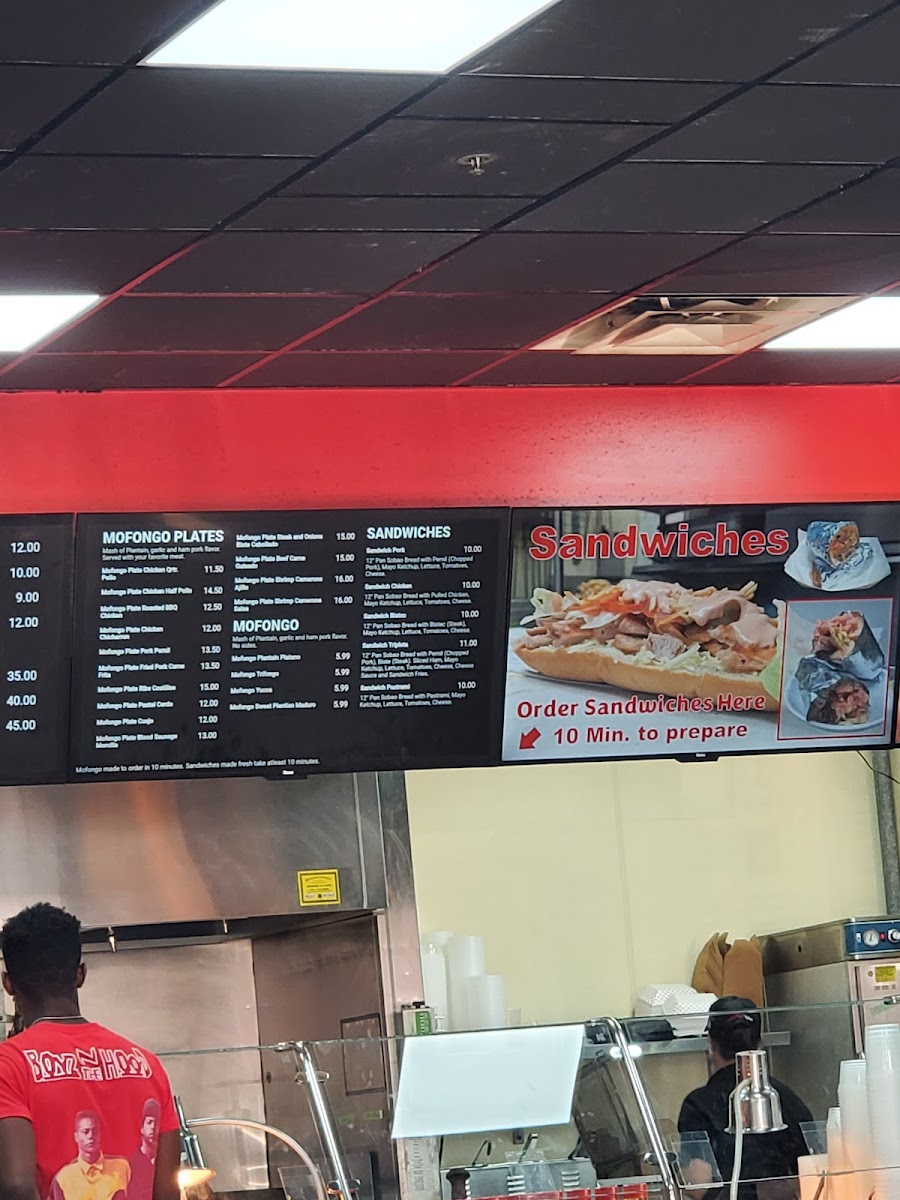 12.00
10.00
9.00
12.00
35.00
40.00
45.00
MOFONGO PLATES
Mash of Plantain, garlic and ham pork flavor.
Served with your favorite meat.
Mofongo Plate Chicken Qrtr. 11.50
Pollo
Mofongo Plate Chicken Half Pollo 14.50
Mofongo Plate Roasted BBQ 12.50
Chicken
Mofongo Plate Chicken 12.00
Chicharron
Mofongo Plate Pork Pernil 13.50
Mofongo Plate Fried Pork Carne 13.50
Frita
Mofongo Plate Ribs Costillas 15.00
Mofongo Plate Pastel Cerdo 12.00
Mofongo Plate Cuajo 12.00
Mofongo Plate Blood Sausage 13.00
Morcilla
Mofongo Plate Steak and Onions 15.00
Biste Cebollado
Mofongo Plate Beef Carne 15.00
Guisada
Mofongo Plate Shrimp Camarones 16.00
Ajillo
Mofongo Plate Shrimp Camarones 16.00
MOFONGO
Mash of Plantain, garlic and ham pork flavor.
No sides.
Mofongo Plantain Platano 5.99
Mofongo Trifongo 5.99
Mofongo Yucca 5.99
Mofongo Sweet Plantian Maduro 5.99
SANDWICHES
Sandwich Pork 10.00
12" Pan Sobao Bread with Pernil (Chopped
Pork), Mayo Ketchup, Lettuce, Tomatoes,
Cheese.
Sandwich Chicken 10.00
12" Pan Sobao Bread with Pulled Chicken,
Mayo Ketchup, Lettuce, Tomatoes, Cheese.
Sandwich Bistec 10.00
12" Pan Sobao Bread with Bistec (Steak),
Mayo Ketchup, Lettuce, Tomatoes, Cheese.
Sandwich Tripleta 11.00
12" Pan Sobao Bread with Pernil (Chopped
Pork), Biste (Steak), Sliced Ham, Mayo
Ketchup, Lettuce, Tomatoes, Cheese, Cheese
Sauce and Sandwich Fries.
Sandwich Pastrami 10.00
12" Pan Sobao Bread with Pastrami, Mayo
Ketchup, Lettuce, Tomatoes, Cheese.
Mofongo made to order in 10 minutes. Sandwiches made fresh take atleast 10 minutes.
Sandwiches
Order Sandwiches Here
10 Min. to prepare
BOYZ N
THE HOOD